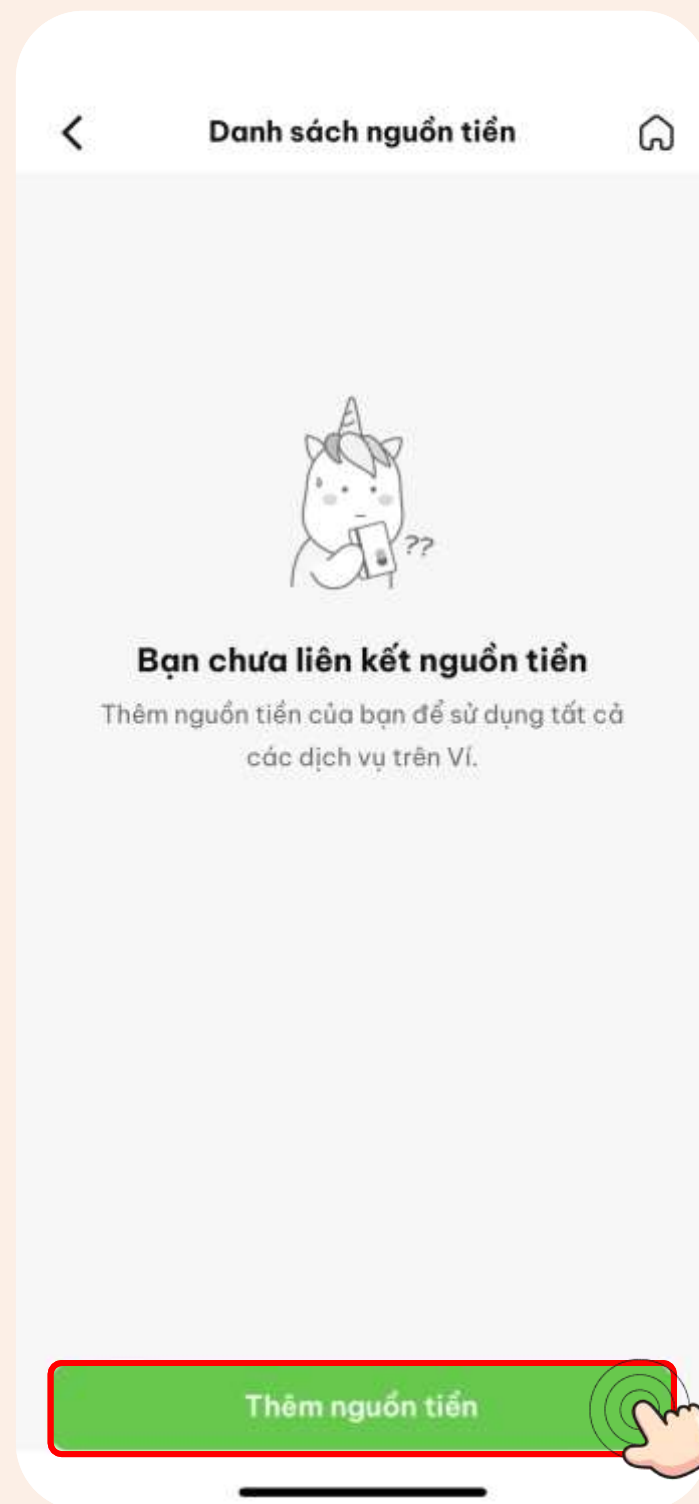 Danh sách nguồn tiền
??
Bạn chưa liên kết nguồn tiền
Thêm nguồn tiền của bạn để sử dụng tất cả
các dịch vụ trên Ví.
Thêm nguồn tiền